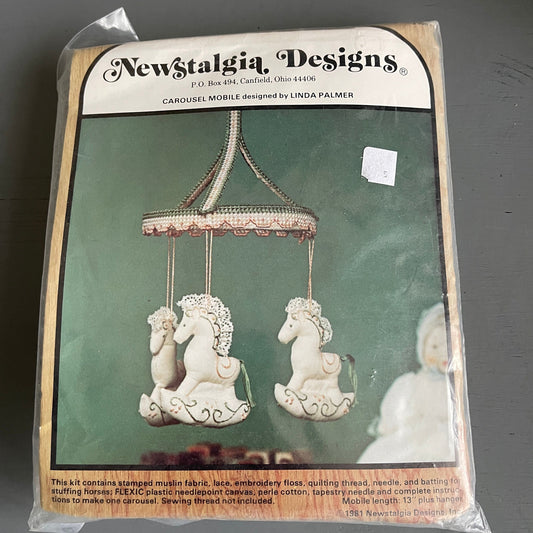 Newstalgia Designs®
P.O. Box 494, Canfield, Ohio 44406
CAROUSEL MOBILE designed by LINDA PALMER
5
This kit contains stamped muslin fabric, lace, embroidery floss, quilting thread, needle, and batting for
stuffing horses; FLEXIC plastic needlepoint canvas, perle cotton, tapestry needle and complete instruc-
tions to make one carousel. Sewing thread not included. Mobile length: 13" plus hanger
©1981 Newstalgia Designs, Inc.